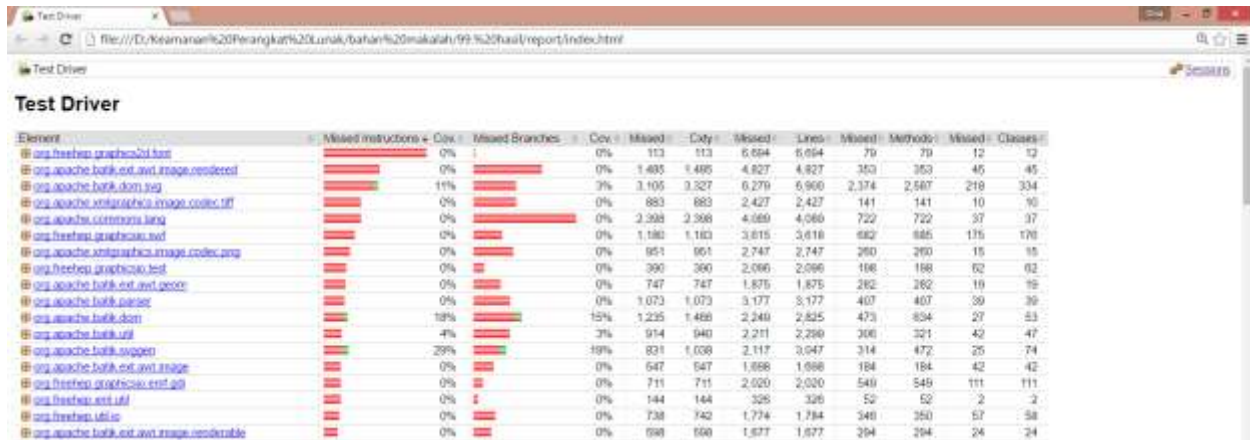 Test Driver
file:///D:/Keamanan%20Perangkat%20Lunak/bahan%20makalah/99.%20hasil/report/index.html
Test Driver Sessions
Test Driver
Element Missed Instructions Cov. Missed Branches Cov. Missed Cxty Missed Lines Missed Methods Missed Classes
org.freehep.graphics2d.font 0% 0% 113 113 6,694 6,694 79 79 12 12
org.apache.batik.ext.awt.image.rendered 0% 0% 1,485 1,485 4,827 4,827 353 353 45 45
org.apache.batik.dom.svg 11% 3% 3,105 3,327 6,279 6,900 2,374 2,587 218 334
org.apache.xmlgraphics.image.codec.tiff 0% 0% 883 883 2,427 2,427 141 141 10 10
org.apache.commons.lang 0% 0% 2,398 2,398 4,089 4,089 722 722 37 37
org.freehep.graphicsio.swf 0% 0% 1,180 1,183 3,615 3,618 682 685 175 176
org.apache.xmlgraphics.image.codec.png 0% 0% 951 951 2,747 2,747 260 260 15 15
org.freehep.graphicsio.test 0% 0% 390 390 2,096 2,096 198 198 62 62
org.apache.batik.ext.awt.geom 0% 0% 747 747 1,875 1,875 282 282 19 19
org.apache.batik.parser 0% 0% 1,073 1,073 3,177 3,177 407 407 39 39
org.apache.batik.dom 18% 15% 1,235 1,486 2,249 2,825 473 634 27 53
org.apache.batik.util 4% 3% 914 940 2,211 2,299 306 321 42 47
org.apache.batik.svggen 29% 19% 831 1,038 2,117 3,047 314 472 25 74
org.apache.batik.ext.awt.image 0% 0% 547 547 1,698 1,698 184 184 42 42
org.freehep.graphicsio.emf.gdi 0% 0% 711 711 2,020 2,020 549 549 111 111
org.freehep.xml.util 0% 0% 144 144 326 326 52 52 2 2
org.freehep.util.io 0% 0% 738 742 1,774 1,784 346 350 57 58
org.apache.batik.ext.awt.image.renderable 0% 0% 598 598 1,677 1,677 294 294 24 24